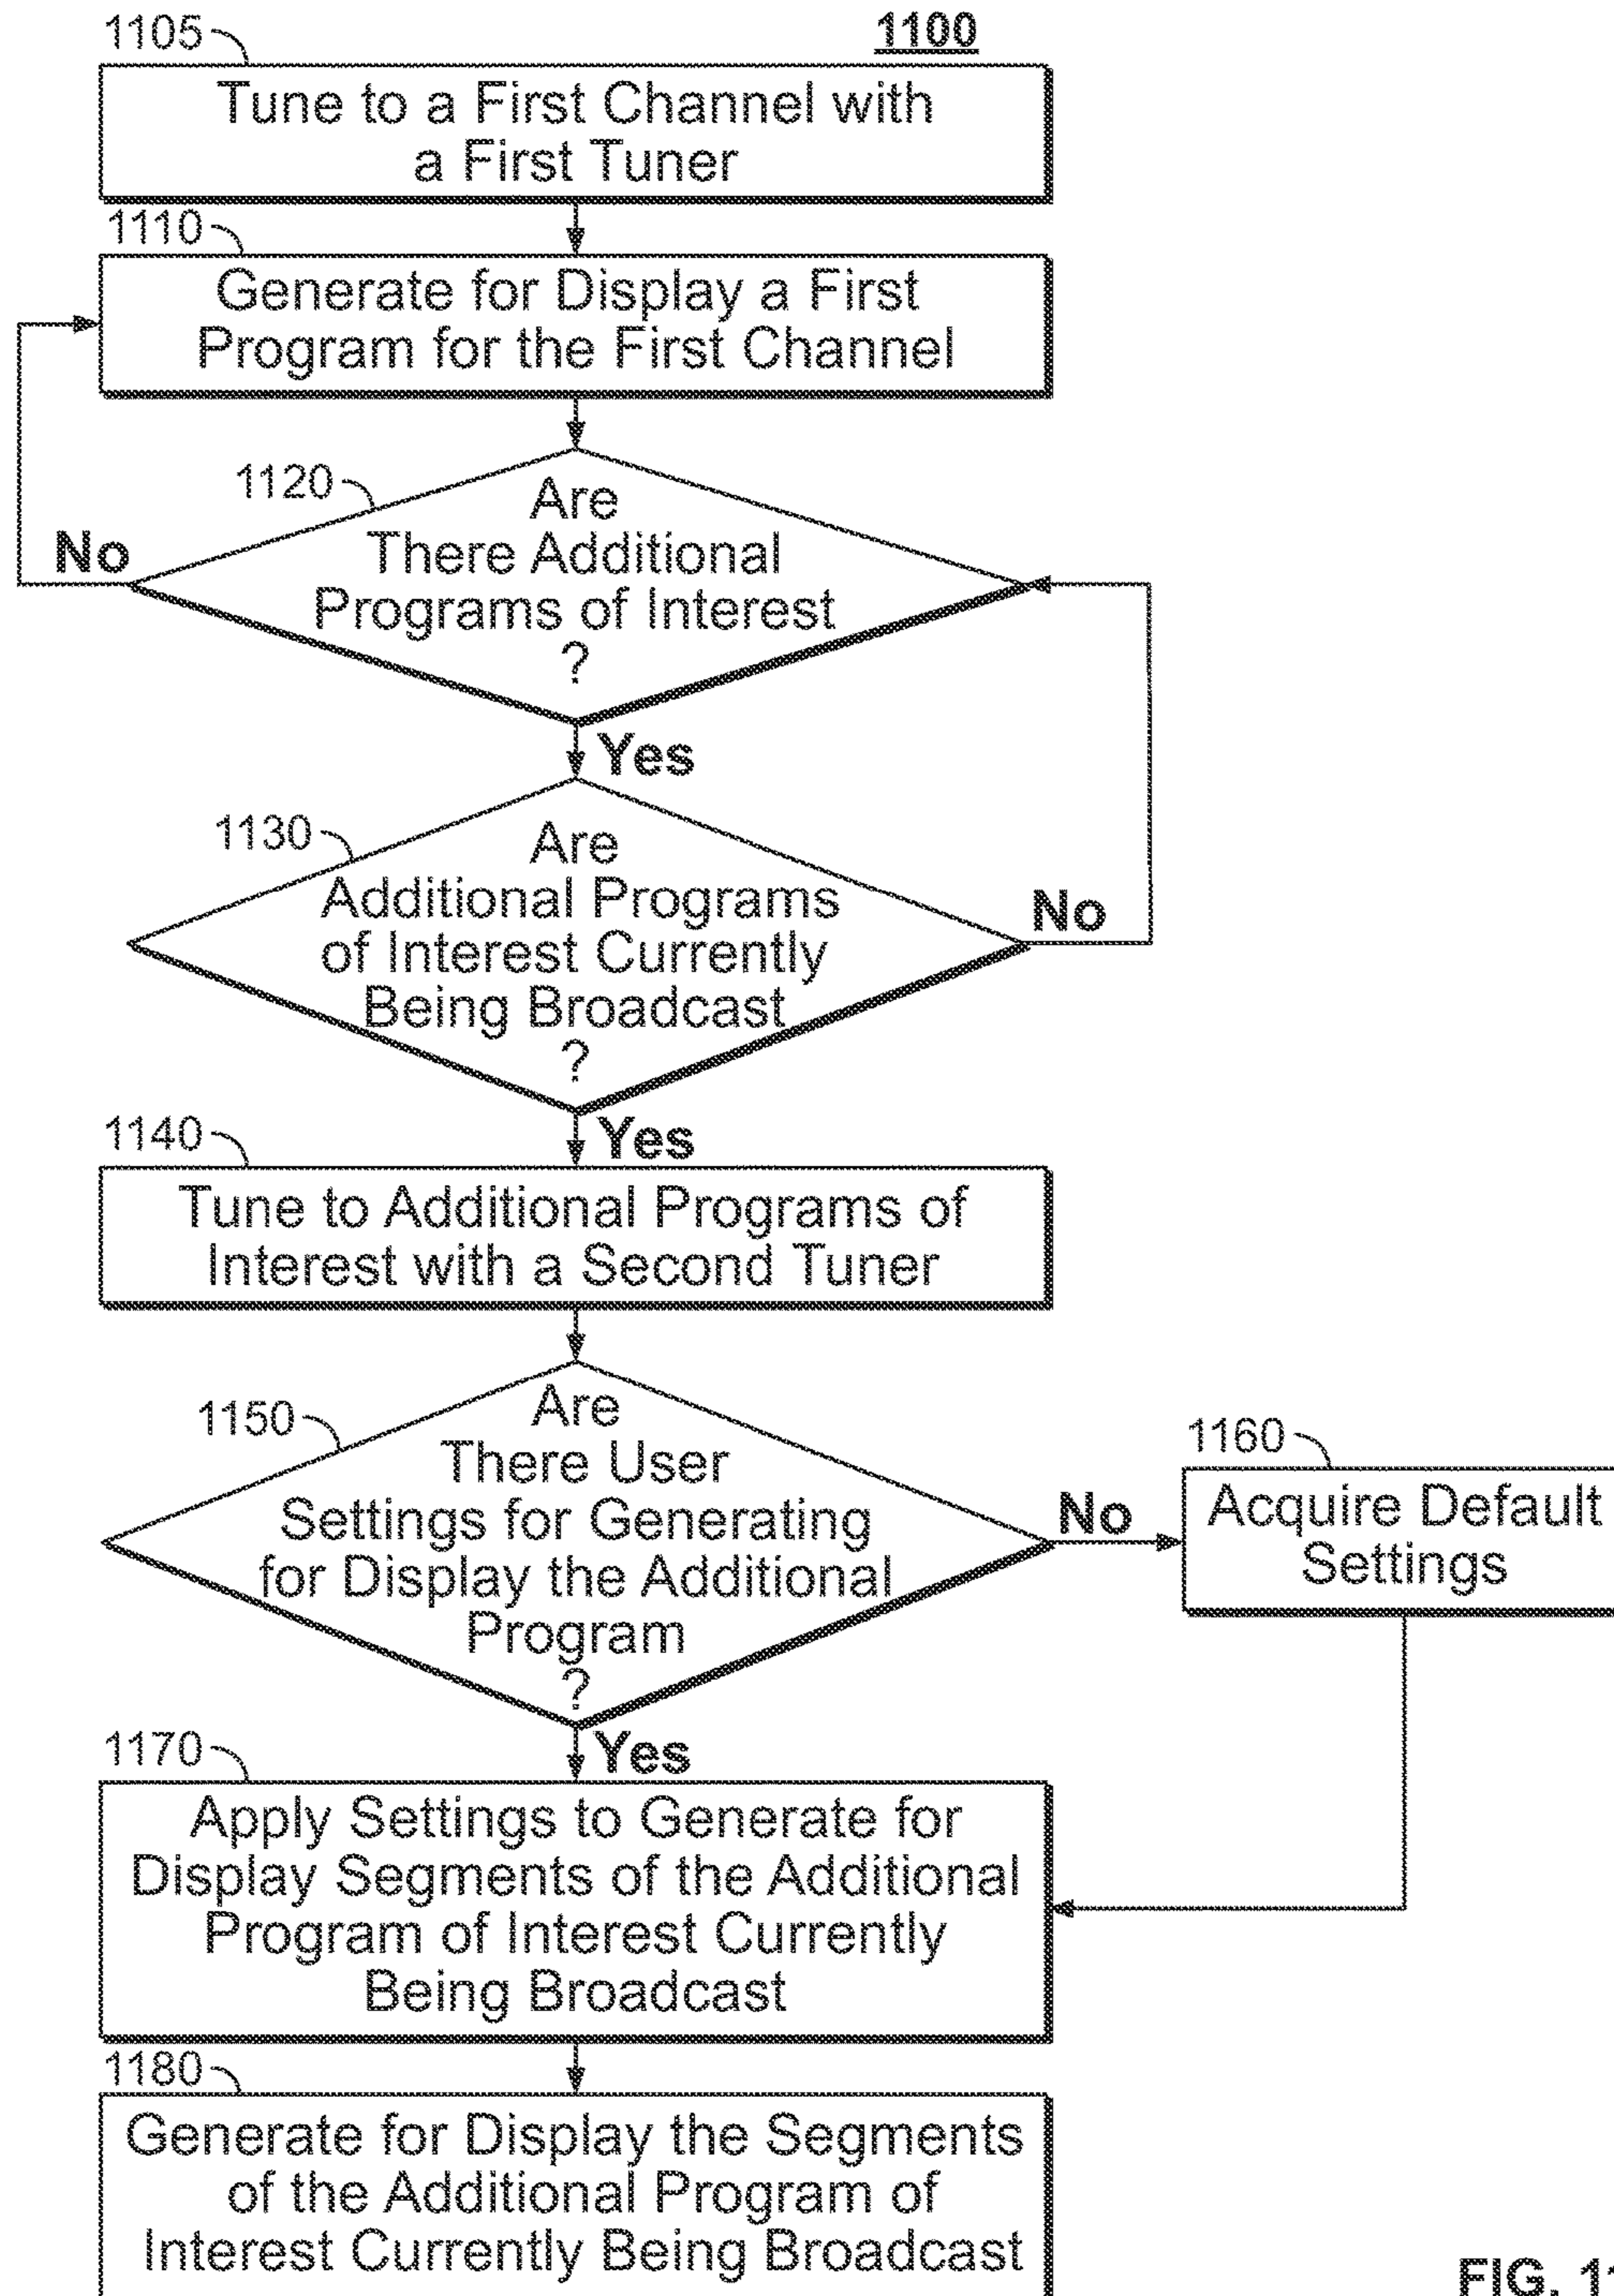 1105
1100
Tune to a First Channel with
a First Tuner
1110
Generate for Display a First
Program for the First Channel
1120
Are
There Additional
Programs of Interest
?
No
Yes
1130
Are
Additional Programs
of Interest Currently
Being Broadcast
?
No
Yes
1140
Tune to Additional Programs of
Interest with a Second Tuner
1150
Are
There User
Settings for Generating
for Display the Additional
Program
?
No
1160
Acquire Default
Settings
Yes
1170
Apply Settings to Generate for
Display Segments of the Additional
Program of Interest Currently
Being Broadcast
1180
Generate for Display the Segments
of the Additional Program of
Interest Currently Being Broadcast
FIG. 11